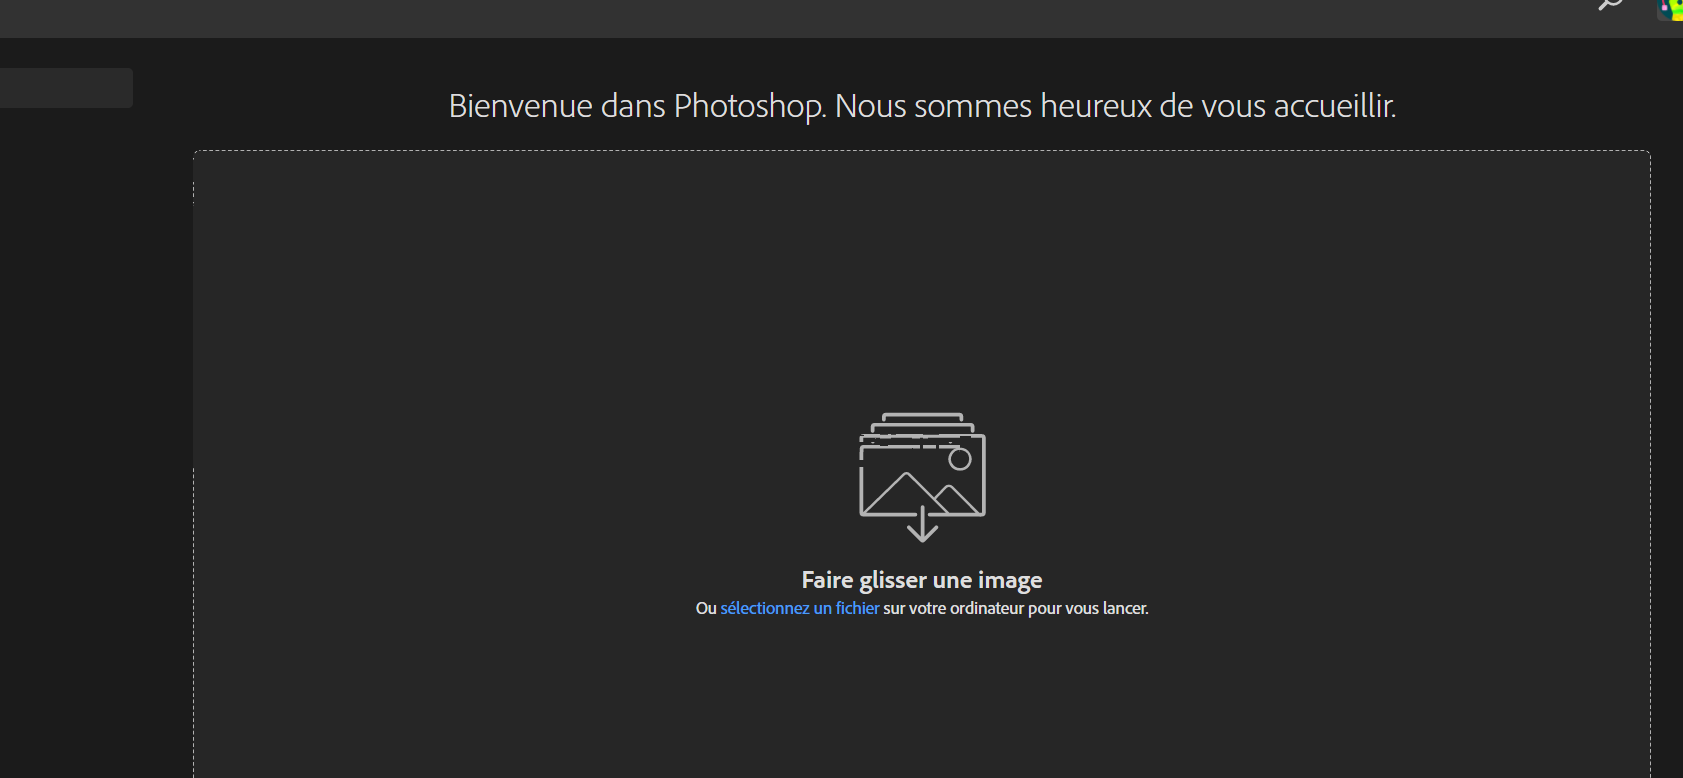 Bienvenue dans Photoshop. Nous sommes heureux de vous accueillir.
Faire glisser une image
Ou sélectionnez un fichier sur votre ordinateur pour vous lancer.